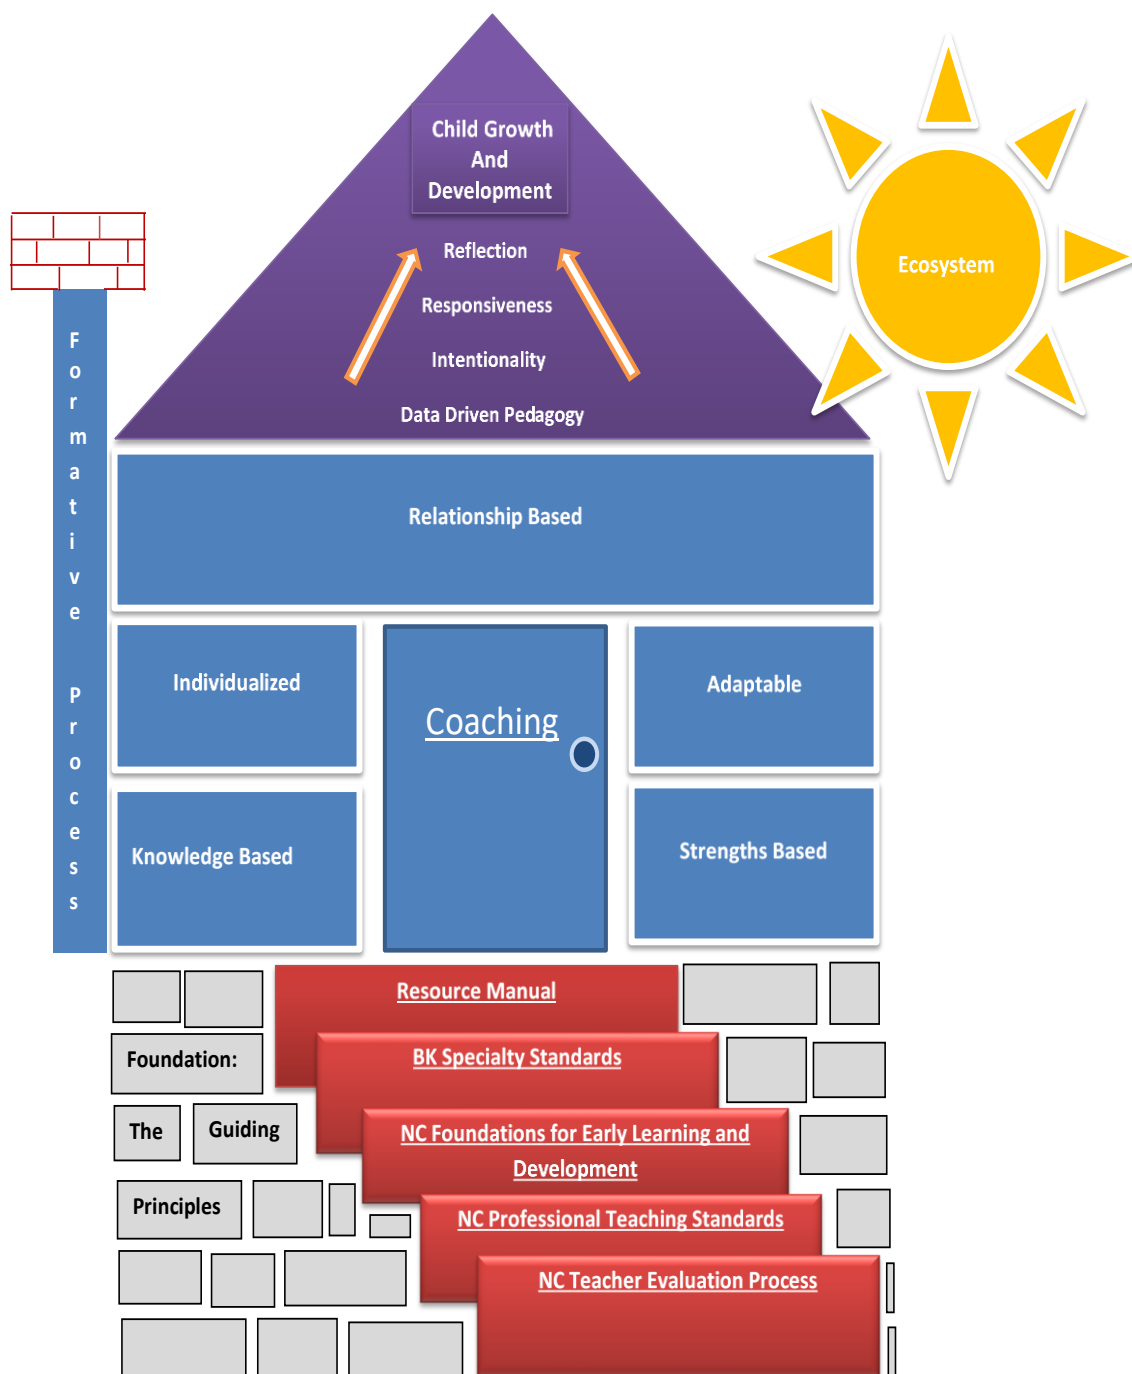 Child Growth
And
Development
Reflection
Responsiveness
Intentionality
Data Driven Pedagogy
Ecosystem
Formative Process
Relationship Based
Individualized
Coaching
Adaptable
Knowledge Based
Strengths Based
Resource Manual
BK Specialty Standards
NC Foundations for Early Learning and
Development
NC Professional Teaching Standards
NC Teacher Evaluation Process
Foundation:
The Guiding
Principles